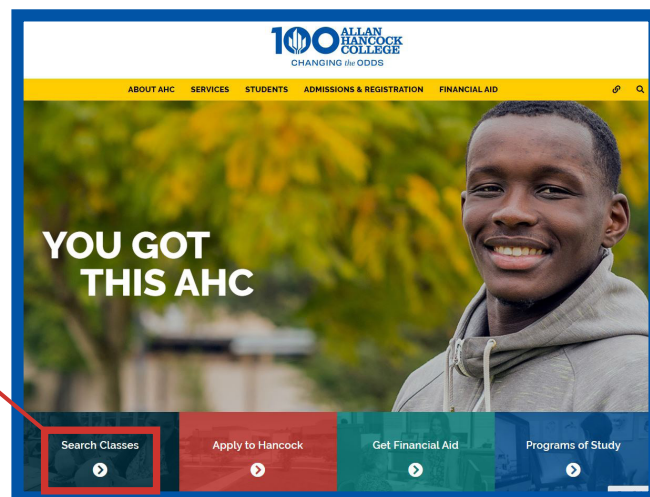 100 ALLAN
HANCOCK
COLLEGE
CHANGING the ODDS
ABOUT AHC SERVICES STUDENTS ADMISSIONS & REGISTRATION FINANCIAL AID
YOU GOT
THIS AHC
Search Classes Apply to Hancock Get Financial Aid Programs of Study